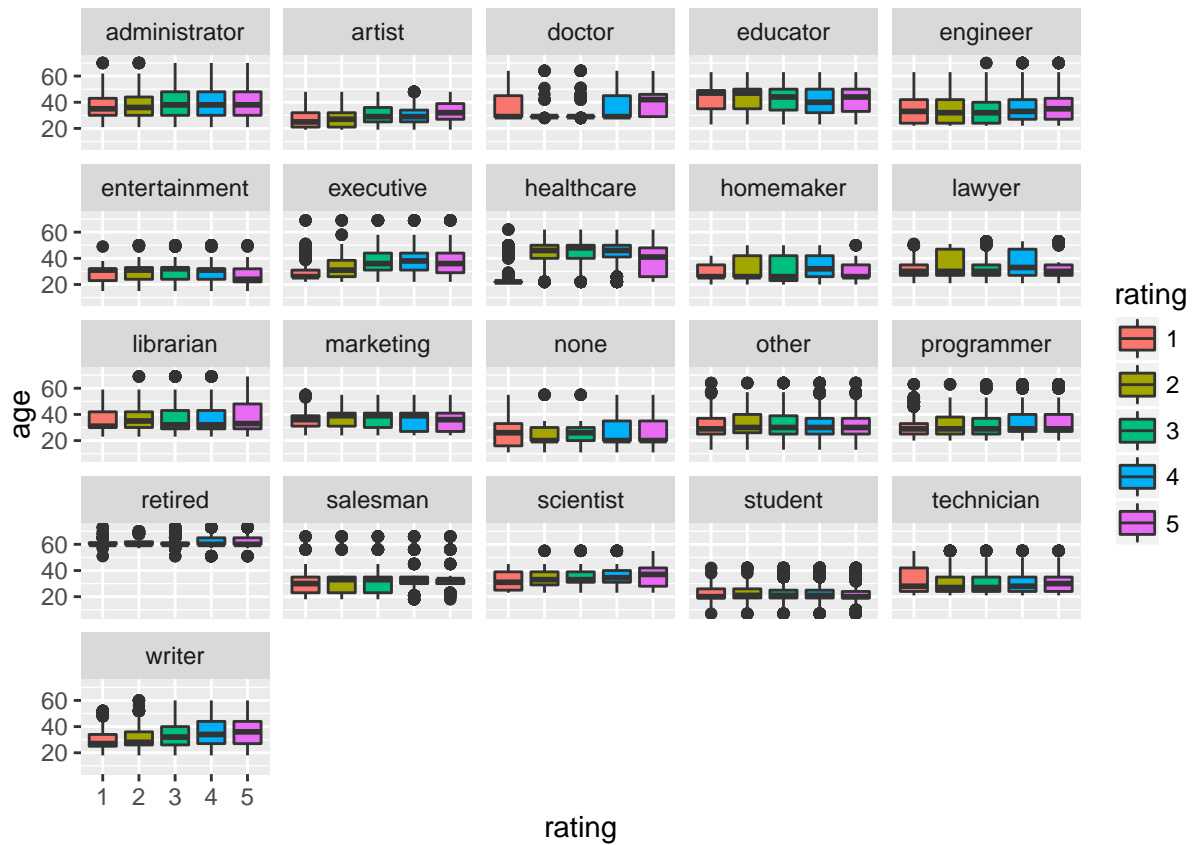 administrator artist doctor educator engineer
60
40
20
entertainment executive healthcare homemaker lawyer
60
40
20
librarian marketing none other programmer
60
40
20
retired salesman scientist student technician
60
40
20
writer
60
40
20
1 2 3 4 5
age
rating
rating
1
2
3
4
5